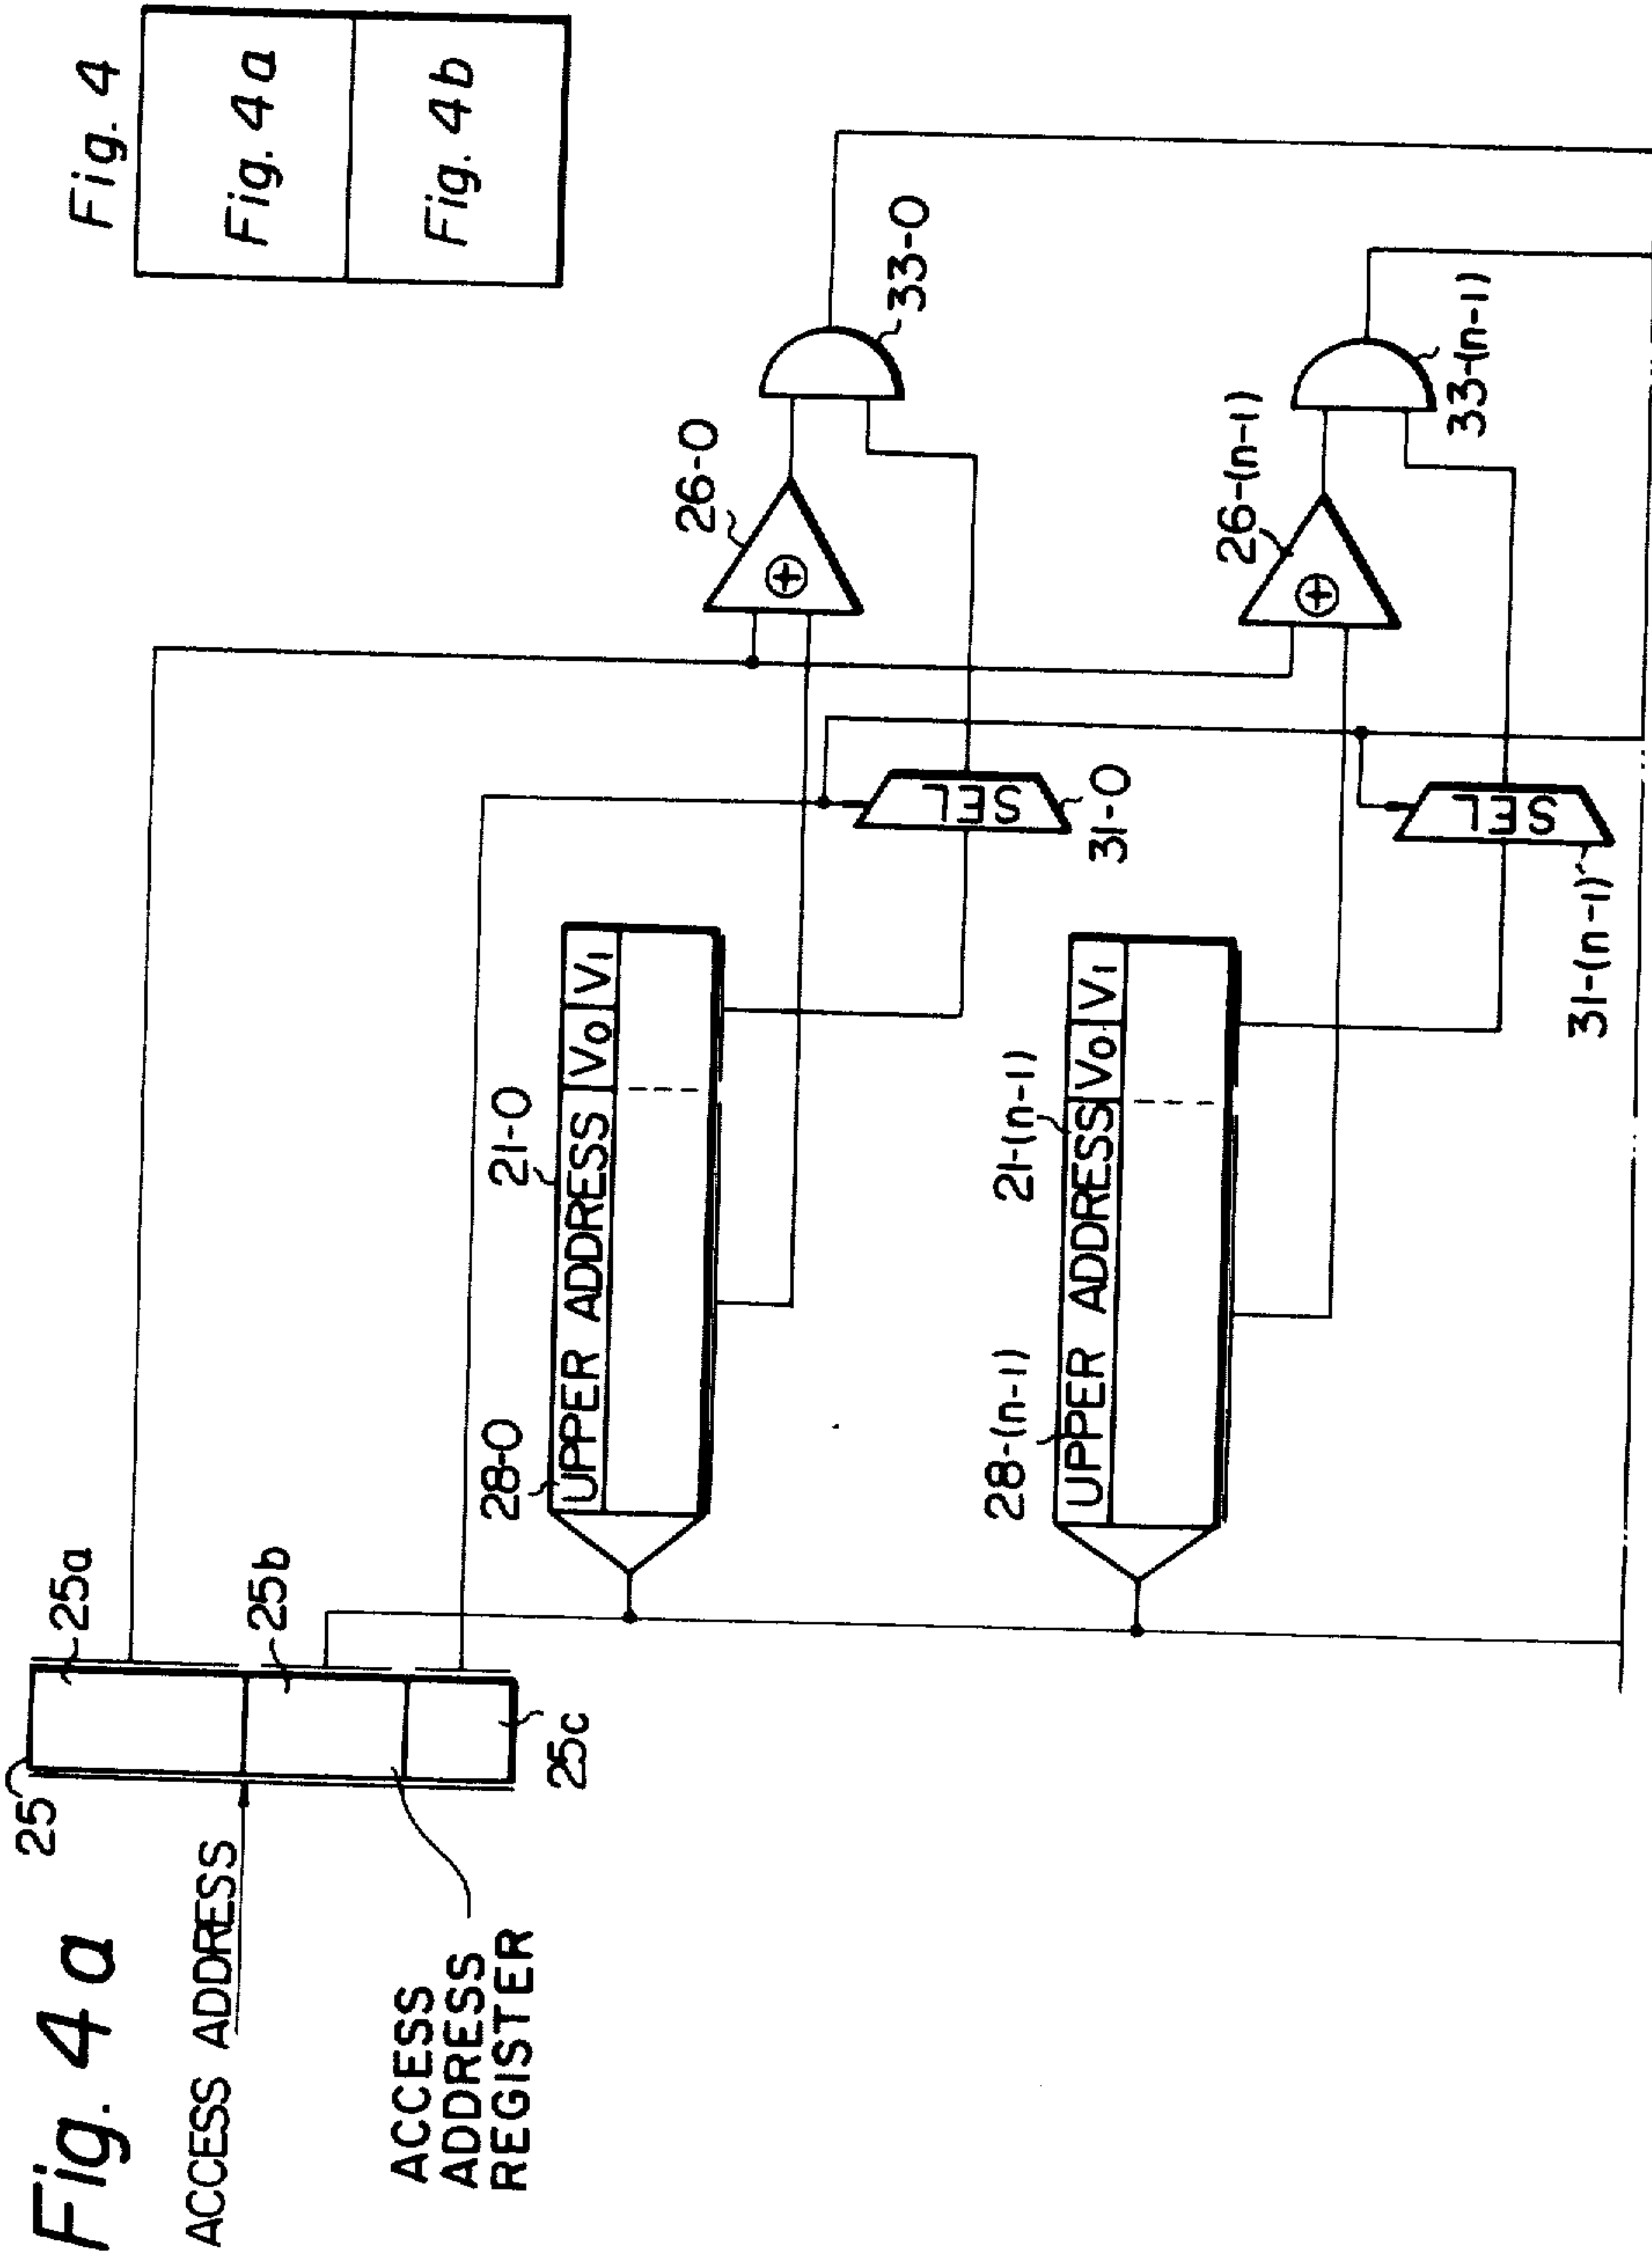 Fig. 4a
Fig. 4
Fig. 4a
Fig. 4b
25
25a
25b
25c
ACCESS ADDRESS
ACCESS
ADDRESS
REGISTER
28-0
21-0
UPPER ADDRESS V0 V1
26-0
33-0
SEL
31-0
28-(n-1)
21-(n-1)
UPPER ADDRESS V0 V1
26-(n-1)
33-(n-1)
SEL
31-(n-1)